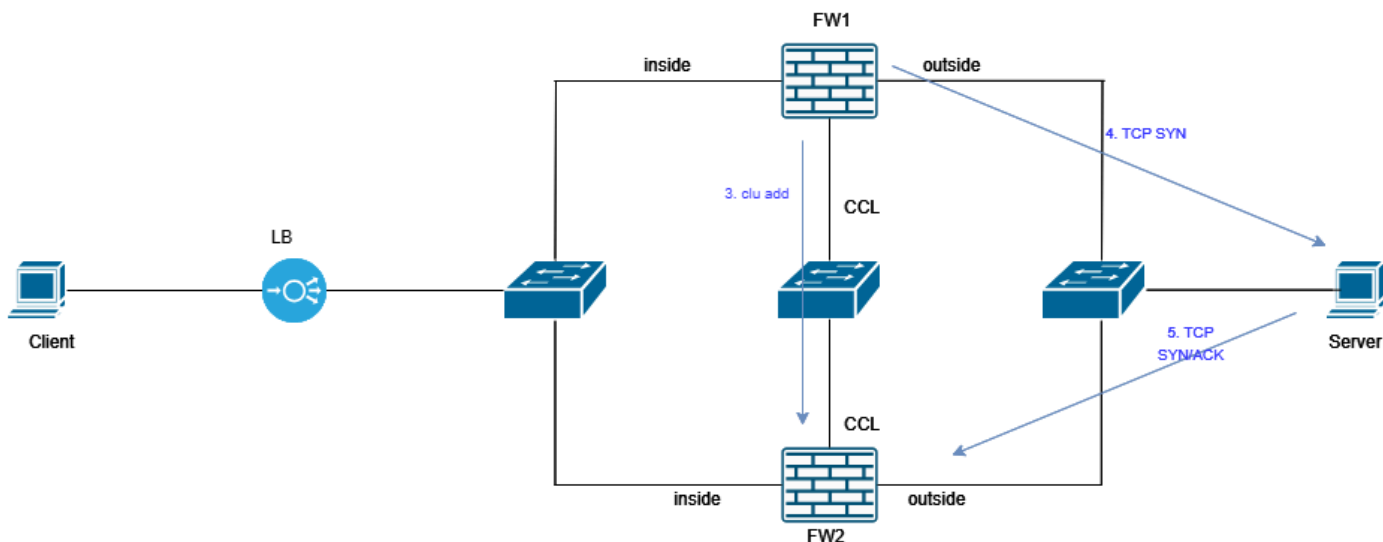 FW1
inside
outside
4. TCP SYN
3. clu add
CCL
LB
Client
Server
5. TCP
SYN/ACK
CCL
inside
outside
FW2